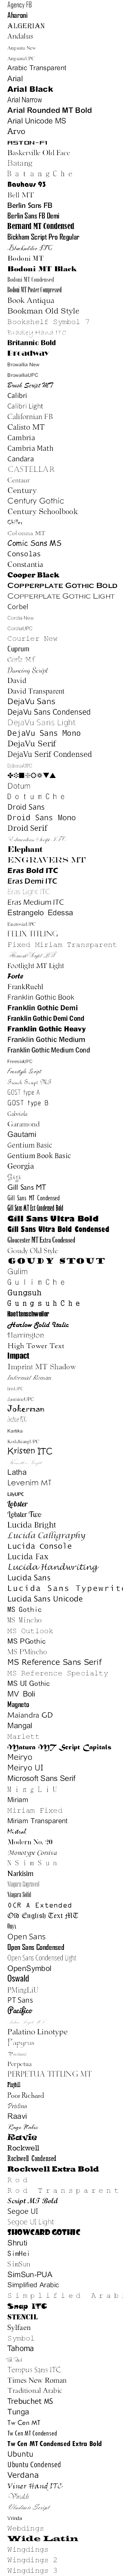 Agency FB
Aharoni
ALGERIAN
Andalus
Angsana New
AngsanaUPC
Arabic Transparent
Arial
Arial Black
Arial Narrow
Arial Rounded MT Bold
Arial Unicode MS
Arvo
ASTON-F1
Baskerville Old Face
Batang
BatangChe
Bauhaus 93
Bell MT
Berlin Sans FB
Berlin Sans FB Demi
Bernard MT Condensed
Bickham Script Pro Regular
Blackadder ITC
Bodoni MT
Bodoni MT Black
Bodoni MT Condensed
Bodoni MT Poster Compressed
Book Antiqua
Bookman Old Style
Bookshelf Symbol 7
Bradley Hand ITC
Britannic Bold
Broadway
Browallia New
BrowalliaUPC
Brush Script MT
Calibri
Calibri Light
Californian FB
Calisto MT
Cambria
Cambria Math
Candara
CASTELLAR
Centaur
Century
Century Gothic
Century Schoolbook
Chiller
Colonna MT
Comic Sans MS
Consolas
Constantia
Cooper Black
COPPERPLATE GOTHIC BOLD
COPPERPLATE GOTHIC LIGHT
Corbel
Cordia New
CordiaUPC
Courier New
Cuprum
Curlz MT
Dancing Script
David
David Transparent
DejaVu Sans
DejaVu Sans Condensed
DejaVu Sans Light
DejaVu Sans Mono
DejaVu Serif
DejaVu Serif Condensed
DilleniaUPC
Dotum
DotumChe
Droid Sans
Droid Sans Mono
Droid Serif
Edwardian Script ITC
Elephant
ENGRAVERS MT
Eras Bold ITC
Eras Demi ITC
Eras Light ITC
Eras Medium ITC
Estrangelo Edessa
EucrosiaUPC
FELIX TITLING
Fixed Miriam Transparent
Footlight MT Light
Forte
FrankRuehl
Franklin Gothic Book
Franklin Gothic Demi
Franklin Gothic Demi Cond
Franklin Gothic Heavy
Franklin Gothic Medium
Franklin Gothic Medium Cond
FreesiaUPC
Freestyle Script
French Script MT
GOST type A
GOST type B
Gabriola
Garamond
Gautami
Gentium Basic
Gentium Book Basic
Georgia
Gigi
Gill Sans MT
Gill Sans MT Condensed
Gill Sans MT Ext Condensed Bold
Gill Sans Ultra Bold
Gill Sans Ultra Bold Condensed
Gloucester MT Extra Condensed
Goudy Old Style
GOUDY STOUT
Gulim
GulimChe
Gungsuh
GungsuhChe
Haettenschweiler
Harlow Solid Italic
Harrington
High Tower Text
Impact
Imprint MT Shadow
Informal Roman
IrisUPC
JasmineUPC
Jokerman
Juice ITC
Kartika
KodchiangUPC
Kristen ITC
Kunstler Script
Latha
Levenim MT
LilyUPC
Lobster
Lobster Two
Lucida Bright
Lucida Calligraphy
Lucida Console
Lucida Fax
Lucida Handwriting
Lucida Sans
Lucida Sans Typewriter
Lucida Sans Unicode
MS Gothic
MS Mincho
MS Outlook
MS PGothic
MS PMincho
MS Reference Sans Serif
MS Reference Specialty
MS UI Gothic
MV Boli
Magneto
Maiandra GD
Mangal
Marlett
Matura MT Script Capitals
Meiryo
Meiryo UI
Microsoft Sans Serif
MingLiU
Miriam
Miriam Fixed
Miriam Transparent
Mistral
Modern No. 20
Monotype Corsiva
NSimSun
Narkisim
Niagara Engraved
Niagara Solid
OCR A Extended
Old English Text MT
Onyx
Open Sans
Open Sans Condensed
Open Sans Condensed Light
OpenSymbol
Oswald
PMingLiU
PT Sans
Pacifico
Palatino Linotype
Papyrus
Perpetua
PERPETUA TITLING MT
Playbill
Poor Richard
Pristina
Raavi
Rage Italic
Ravie
Rockwell
Rockwell Condensed
Rockwell Extra Bold
Rod
Rod Transparent
Script MT Bold
Segoe UI
Segoe UI Light
SHOWCARD GOTHIC
Shruti
SimHei
SimSun
SimSun-PUA
Simplified Arabic
Simplified Arabi
Snap ITC
STENCIL
Sylfaen
Symbol
Tahoma
Tempus Sans ITC
Times New Roman
Traditional Arabic
Trebuchet MS
Tunga
Tw Cen MT
Tw Cen MT Condensed
Tw Cen MT Condensed Extra Bold
Ubuntu
Ubuntu Condensed
Verdana
Viner Hand ITC
Vivaldi
Vladimir Script
Vrinda
Webdings
Wide Latin
Wingdings
Wingdings 2
Wingdings 3